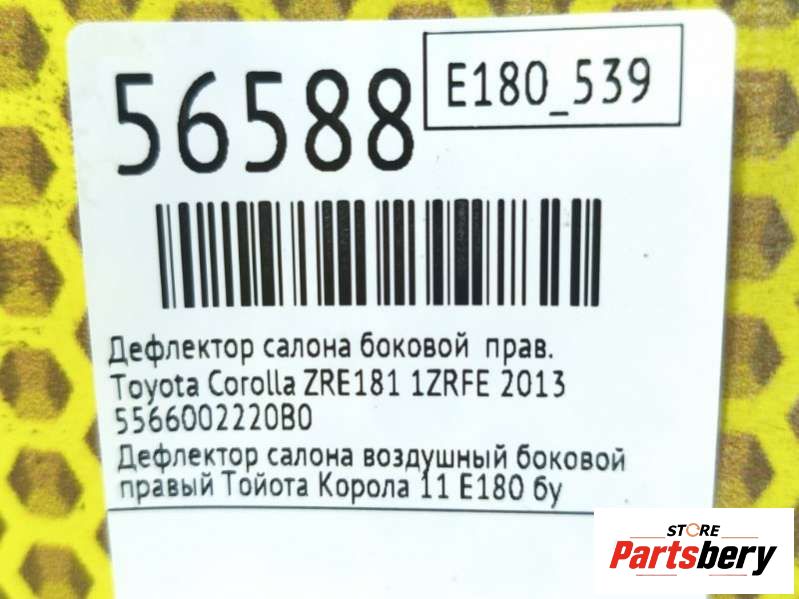 56588
E180_539
Дефлектор салона боковой прав.
Toyota Corolla ZRE181 1ZRFE 2013
5566002220B0
Дефлектор салона воздушный боковой
правый Тойота Корола 11 Е180 бу
STORE
Partsbery